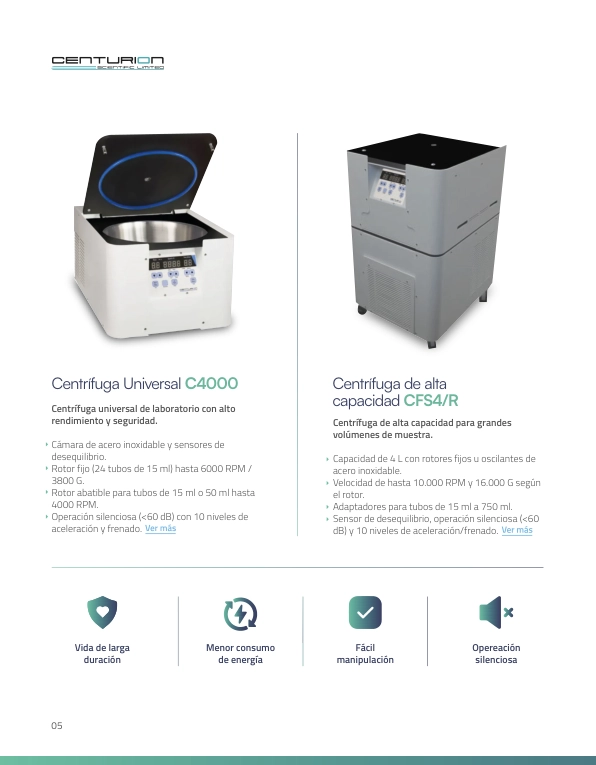 CENTURION
SCIENTIFIC LIMITED
Centrífuga Universal C4000
Centrífuga universal de laboratorio con alto
rendimiento y seguridad.
Cámara de acero inoxidable y sensores de
desequilibrio.
Rotor fijo (24 tubos de 15 ml) hasta 6000 RPM /
3800 G.
Rotor abatible para tubos de 15 ml o 50 ml hasta
4000 RPM.
Operación silenciosa (<60 dB) con 10 niveles de
aceleración y frenado. Ver más
Centrífuga de alta
capacidad CFS4/R
Centrífuga de alta capacidad para grandes
volúmenes de muestra.
Capacidad de 4 L con rotores fijos u oscilantes de
acero inoxidable.
Velocidad de hasta 10.000 RPM y 16.000 G según
el rotor.
Adaptadores para tubos de 15 ml a 750 ml.
Sensor de desequilibrio, operación silenciosa (<60
dB) y 10 niveles de aceleración/frenado. Ver más
Vida de larga
duración
Menor consumo
de energía
Fácil
manipulación
Opereación
silenciosa
05